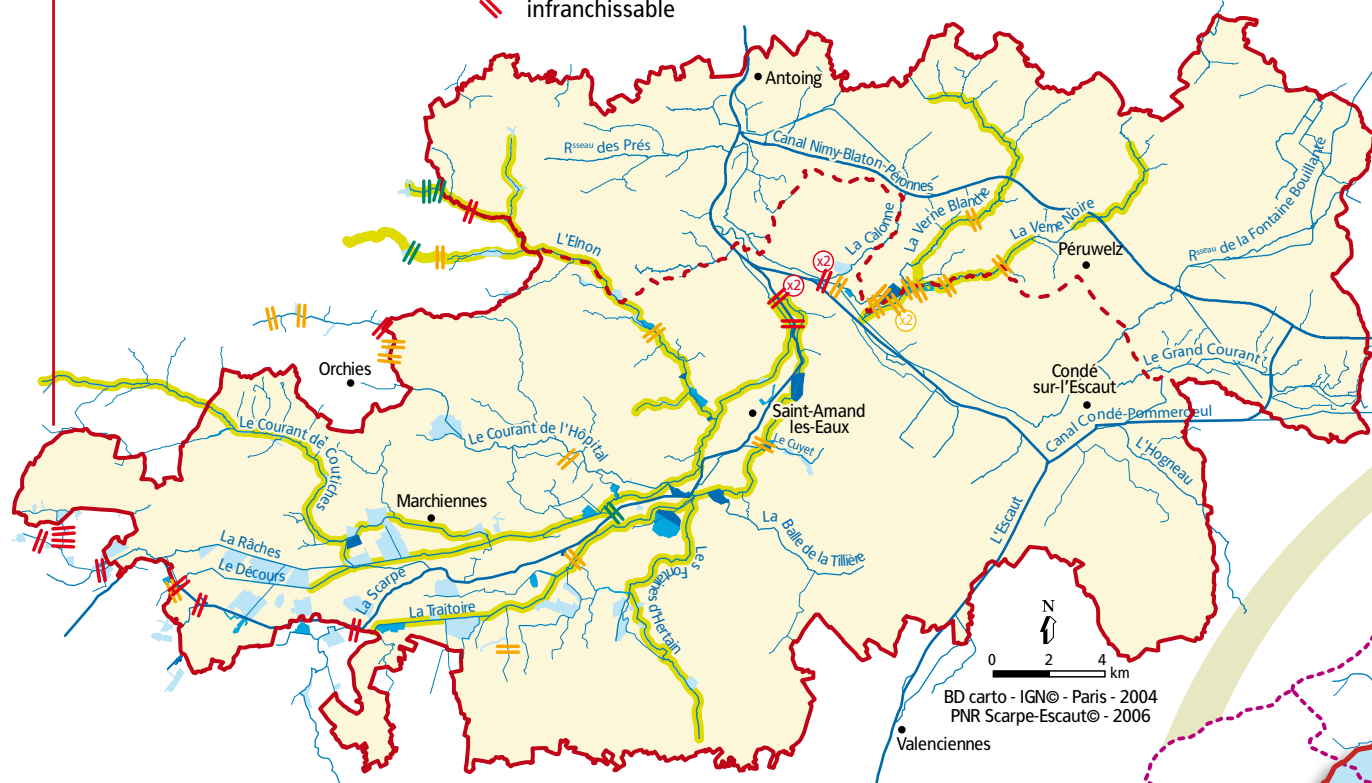 infranchissable
Antoing
Rsseau des Prés
Canal Nimy-Blaton-Péronnes
La Calonne
La Verne Blanche
La Verne Noire
Rsseau de la Fontaine Bouillante
Péruwelz
L'Elnon
x2
x2
x2
Orchies
Le Grand Courant
Condé
sur-l'Escaut
Canal Condé-Pommeroeul
Saint-Amand
les-Eaux
Le Cuyet
L'Hogneau
Le Courant de Coutiches
Le Courant de l'Hôpital
Marchiennes
La Balle de la Tillière
L'Escaut
La Râches
Le Décours
La Scarpe
La Traitoire
Les Fontaines d'Hertain
N
0 2 4
km
BD carto - IGN© - Paris - 2004
PNR Scarpe-Escaut© - 2006
Valenciennes